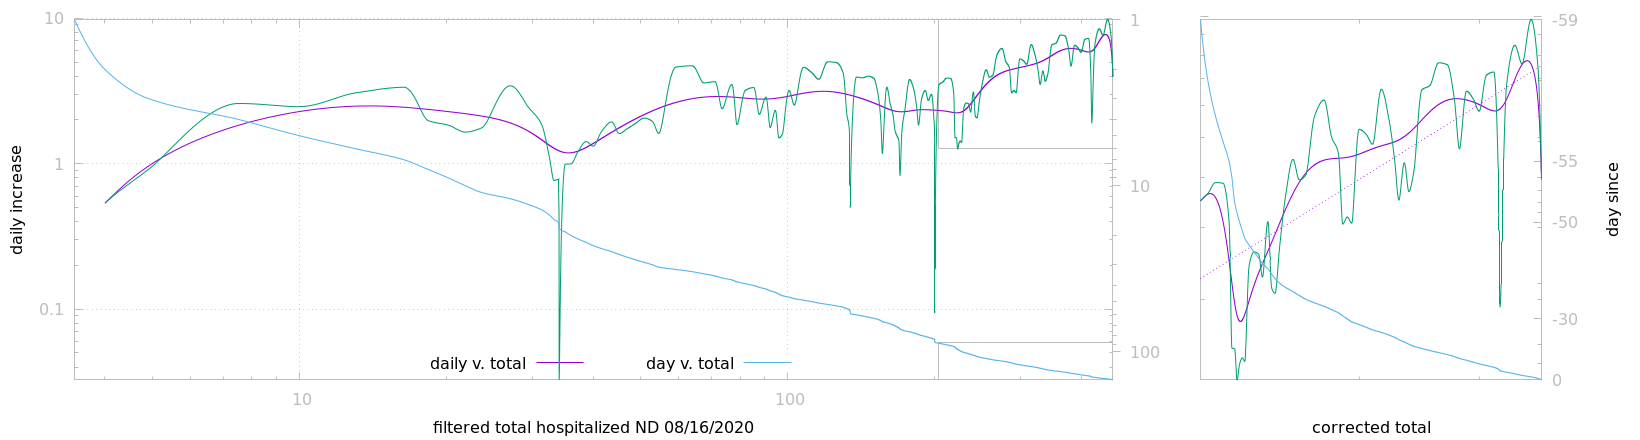 10
1
0.1
daily increase
10
100
filtered total hospitalized ND 08/16/2020
daily v. total
day v. total
1
10
100
-59
-55
-50
-30
0
day since
corrected total